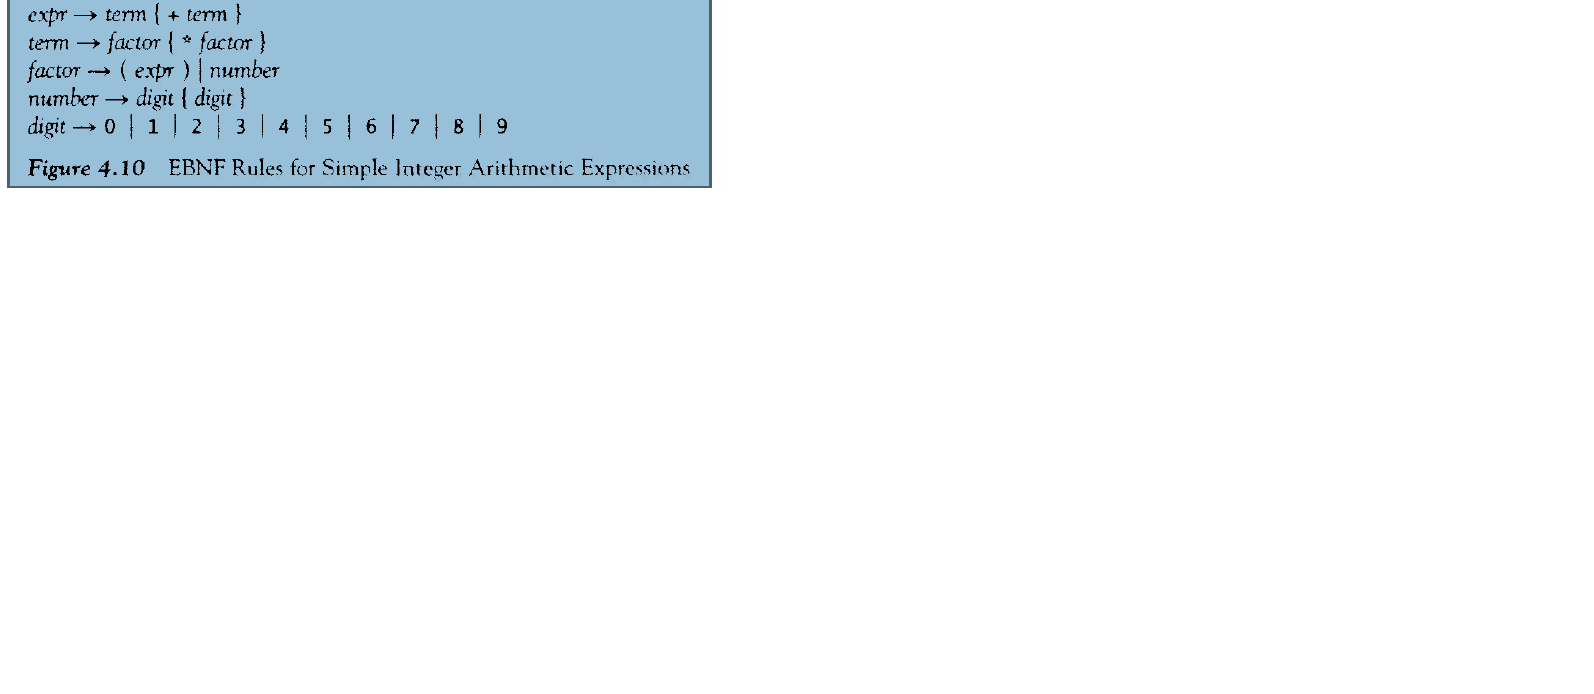 expr → term { + term }
term → factor { * factor }
factor → ( expr ) | number
number → digit { digit }
digit → 0 | 1 | 2 | 3 | 4 | 5 | 6 | 7 | 8 | 9
Figure 4.10 EBNF Rules for Simple Integer Arithmetic Expressions